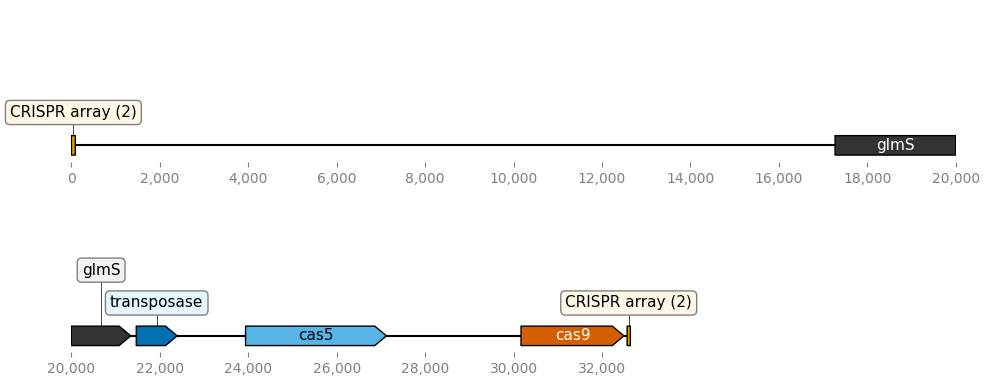 CRISPR array (2)
glmS
0 2,000 4,000 6,000 8,000 10,000 12,000 14,000 16,000 18,000 20,000
glmS
transposase CRISPR array (2)
cas5 cas9
20,000 22,000 24,000 26,000 28,000 30,000 32,000